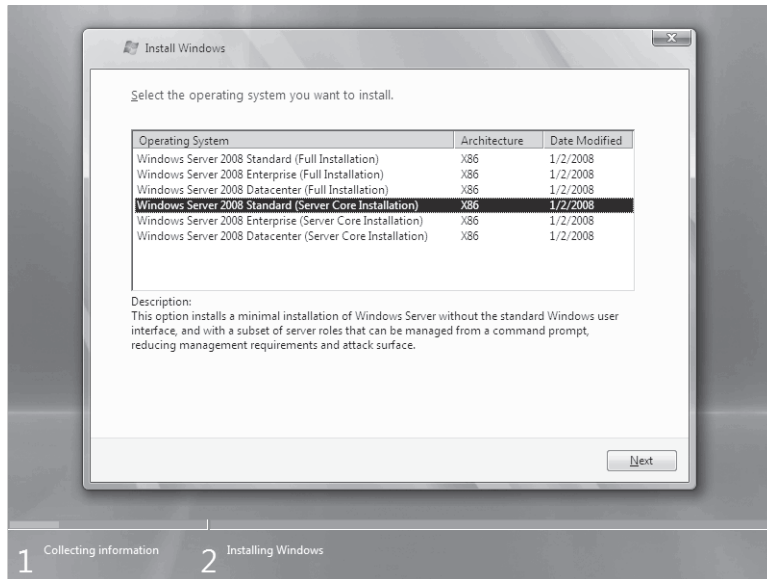 Install Windows
Select the operating system you want to install.
Operating System Architecture Date Modified
Windows Server 2008 Standard (Full Installation) X86 1/2/2008
Windows Server 2008 Enterprise (Full Installation) X86 1/2/2008
Windows Server 2008 Datacenter (Full Installation) X86 1/2/2008
Windows Server 2008 Standard (Server Core Installation) X86 1/2/2008
Windows Server 2008 Enterprise (Server Core Installation) X86 1/2/2008
Windows Server 2008 Datacenter (Server Core Installation) X86 1/2/2008
Description:
This option installs a minimal installation of Windows Server without the standard Windows user
interface, and with a subset of server roles that can be managed from a command prompt,
reducing management requirements and attack surface.
Next
1 Collecting information 2 Installing Windows